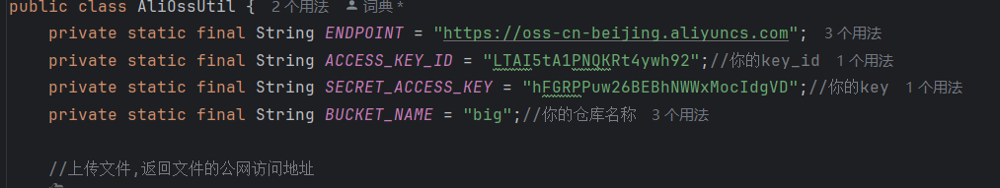 public class AliOssUtil { 2个用法 词典 *
private static final String ENDPOINT = "https://oss-cn-beijing.aliyuncs.com"; 3个用法
private static final String ACCESS_KEY_ID = "LTAI5tA1PNQKRt4ywh92";//你的key_id 1个用法
private static final String SECRET_ACCESS_KEY = "hFGRPPuw26BEBhNWWxMocIdgVD";//你的key 1个用法
private static final String BUCKET_NAME = "big";//你的仓库名称 3个用法
//上传文件,返回文件的公网访问地址